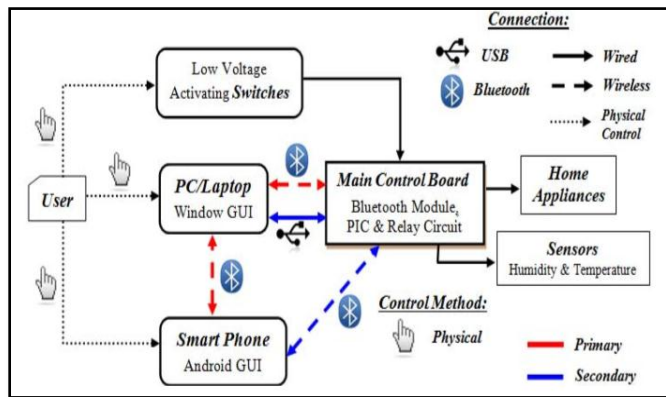 Connection:
USB
Wired
Bluetooth
Wireless
Physical
Control
Low Voltage
Activating Switches
User
PC/Laptop
Window GUI
Main Control Board
Bluetooth Module,
PIC & Relay Circuit
Home
Appliances
Sensors
Humidity & Temperature
Smart Phone
Android GUI
Control Method:
Physical
Primary
Secondary